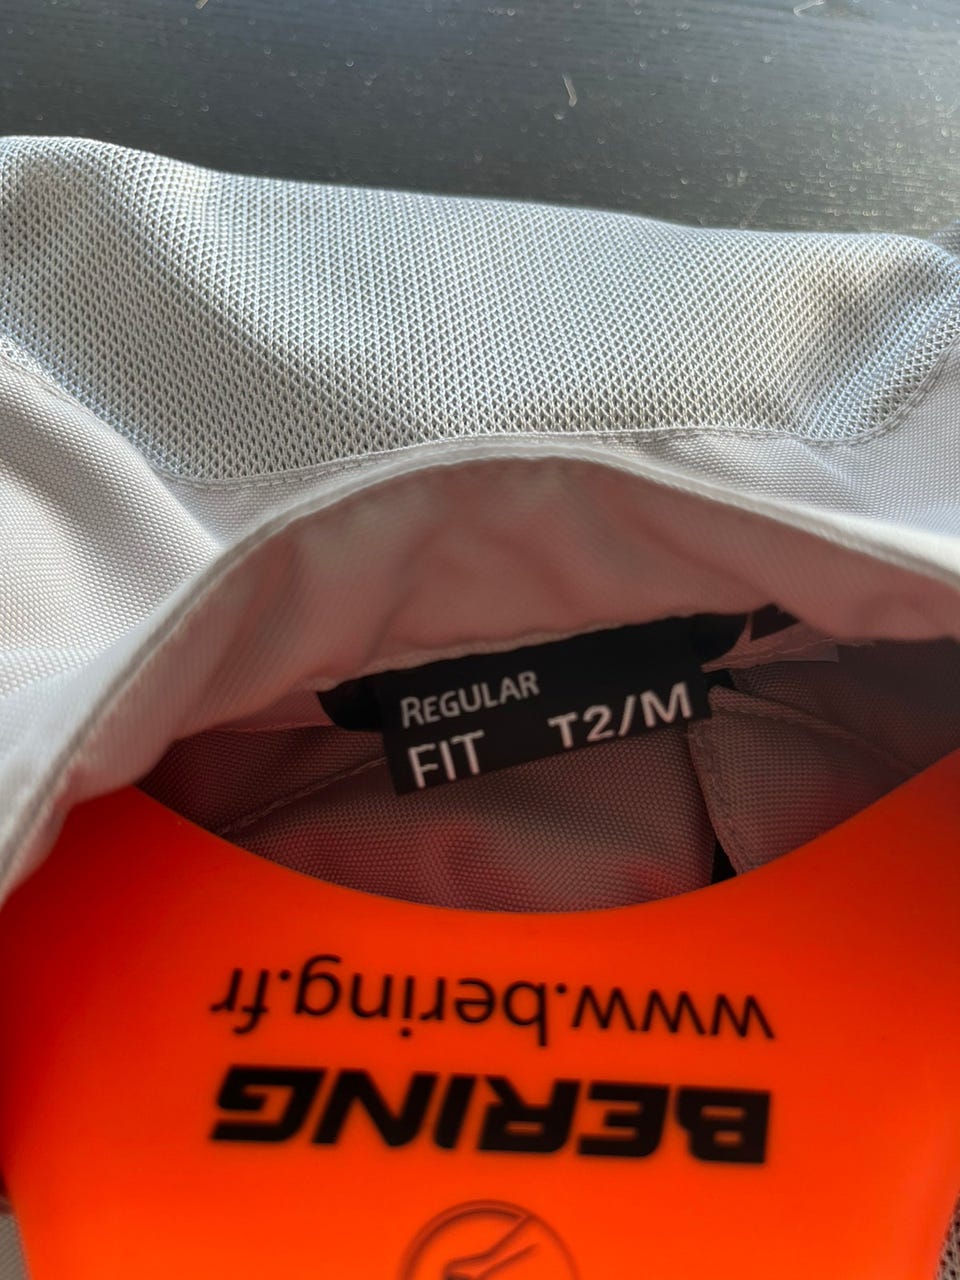 REGULAR
FIT T2/M
BERING
www.bering.fr